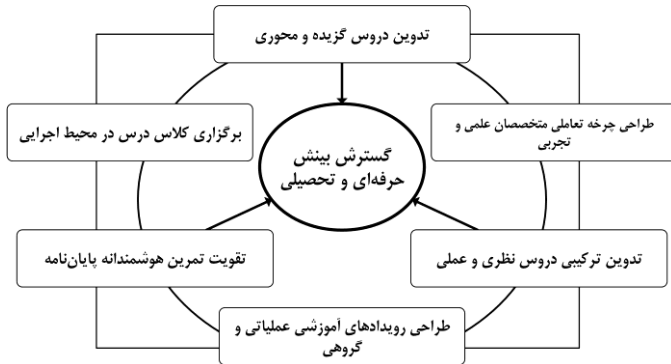 تدوین دروس گزیده و محوری
برگزاری کلاس درس در محیط اجرایی
طراحی چرخه تعاملی متخصصان علمی و
تجربی
گسترش بینش
حرفه‌ای و تحصیلی
تقویت تمرین هوشمندانه پایان‌نامه
تدوین ترکیبی دروس نظری و عملی
طراحی رویدادهای آموزشی عملیاتی و
گروهی